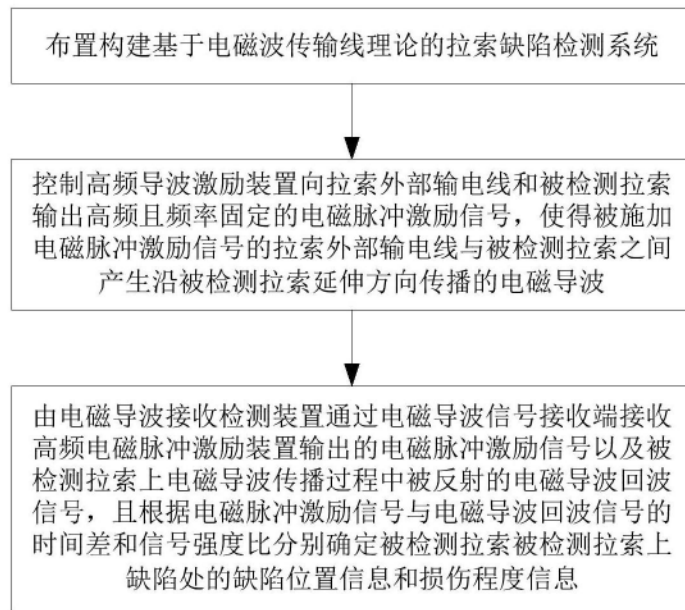 布置构建基于电磁波传输线理论的拉索缺陷检测系统
控制高频导波激励装置向拉索外部输电线和被检测拉索
输出高频且频率固定的电磁脉冲激励信号，使得被施加
电磁脉冲激励信号的拉索外部输电线与被检测拉索之间
产生沿被检测拉索延伸方向传播的电磁导波
由电磁导波接收检测装置通过电磁导波信号接收端接收
高频电磁脉冲激励装置输出的电磁脉冲激励信号以及被
检测拉索上电磁导波传播过程中被反射的电磁导波回波
信号，且根据电磁脉冲激励信号与电磁导波回波信号的
时间差和信号强度比分别确定被检测拉索被检测拉索上
缺陷处的缺陷位置信息和损伤程度信息